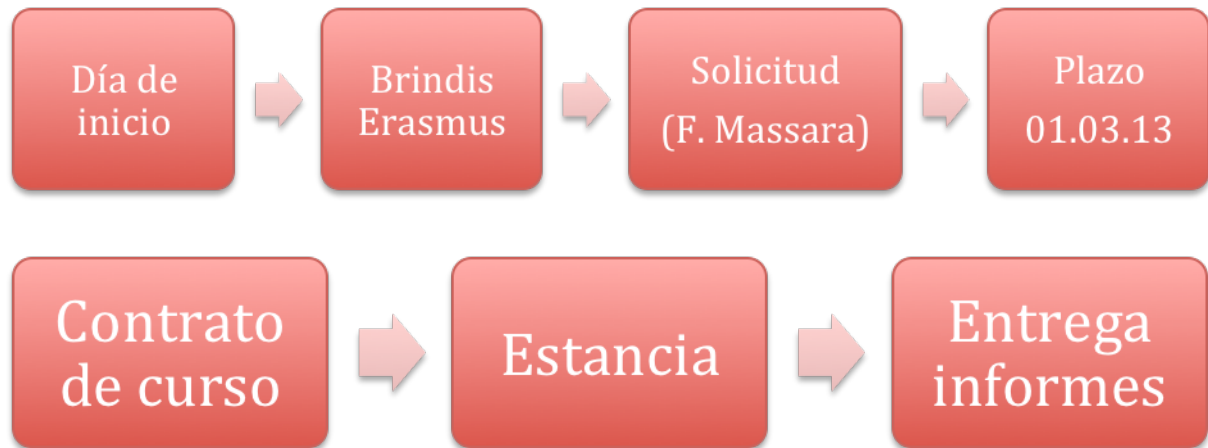 Día de
inicio
Brindis
Erasmus
Solicitud
(F. Massara)
Plazo
01.03.13
Contrato
de curso
Estancia
Entrega
informes